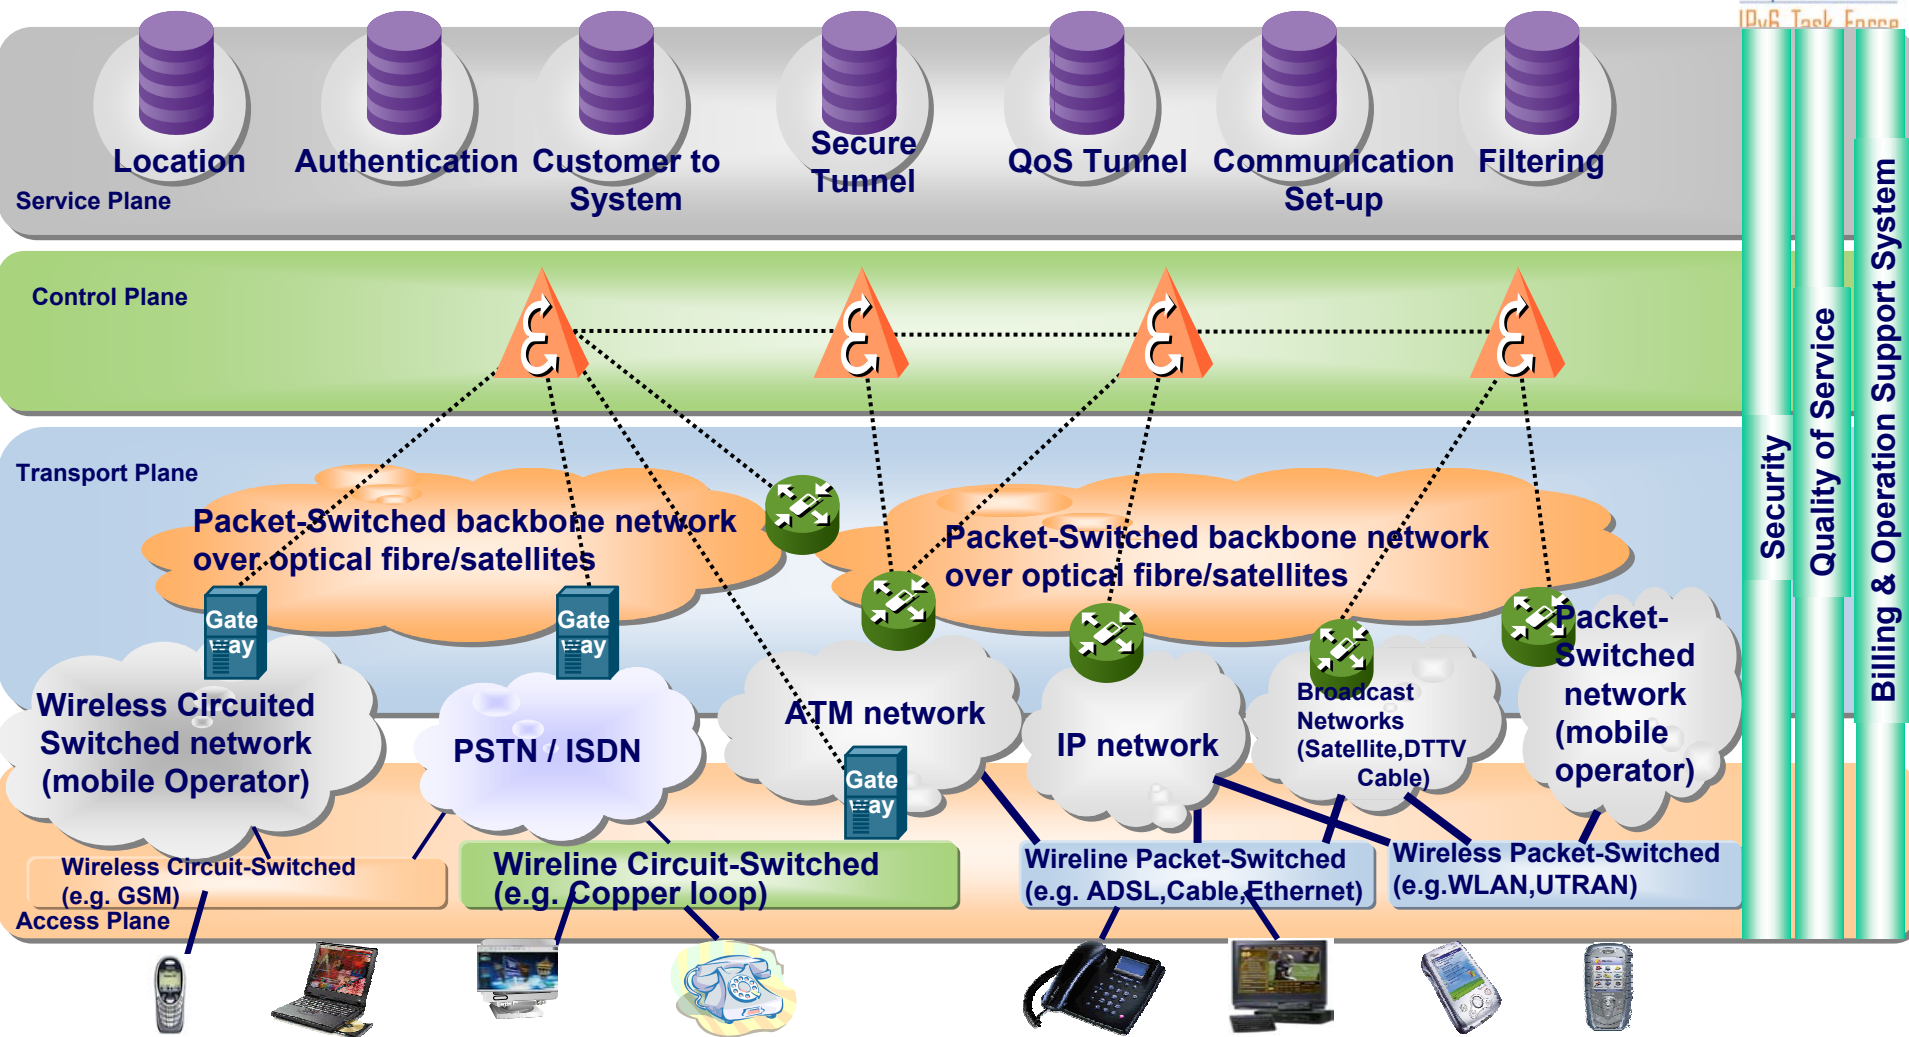 IPv6 Task Force
Location
Authentication
Customer to
System
Secure
Tunnel
QoS Tunnel
Communication
Set-up
Filtering
Service Plane
Control Plane
Transport Plane
Packet-Switched backbone network
over optical fibre/satellites
Packet-Switched backbone network
over optical fibre/satellites
Gate
way
Gate
way
Wireless Circuited
Switched network
(mobile Operator)
PSTN / ISDN
ATM network
Gate
way
IP network
Broadcast
Networks
(Satellite,DTTV
Cable)
Packet-
Switched
network
(mobile
operator)
Wireless Circuit-Switched
(e.g. GSM)
Wireline Circuit-Switched
(e.g. Copper loop)
Wireline Packet-Switched
(e.g. ADSL,Cable,Ethernet)
Wireless Packet-Switched
(e.g.WLAN,UTRAN)
Access Plane
Security
Quality of Service
Billing & Operation Support System